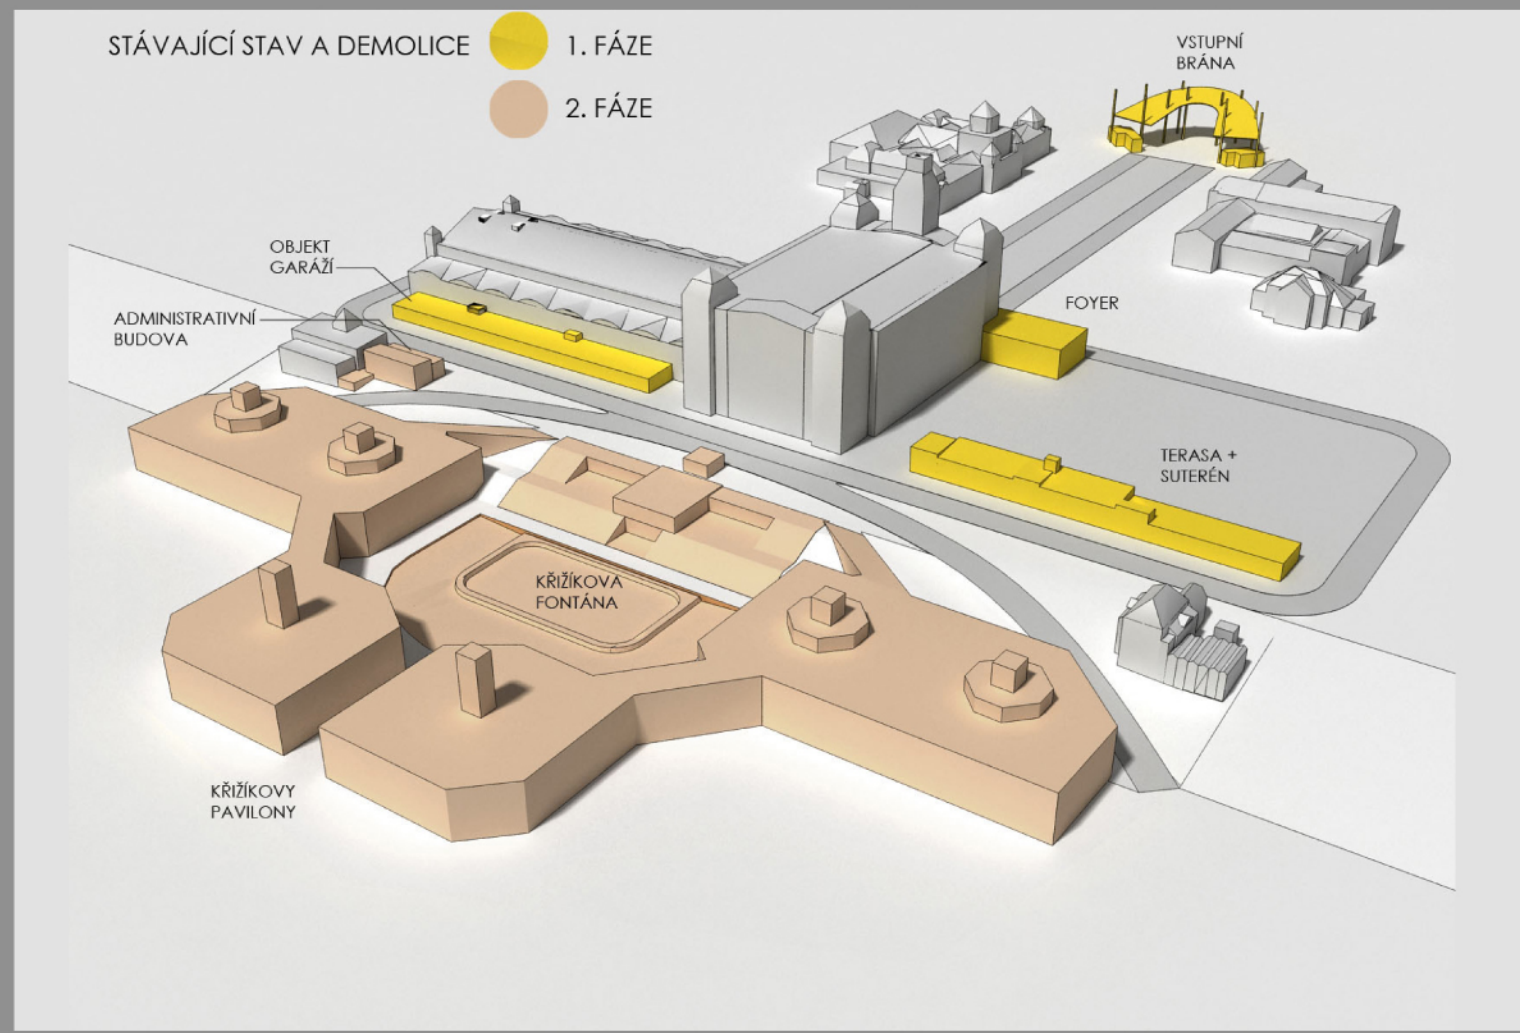 STÁVAJÍCÍ STAV A DEMOLICE
1. FÁZE
2. FÁZE
VSTUPNÍ
BRÁNA
OBJEKT
GARÁŽÍ
ADMINISTRATIVNÍ
BUDOVA
FOYER
TERASA +
SUTERÉN
KŘIŽÍKOVA
FONTÁNA
KŘIŽÍKOVY
PAVILONY